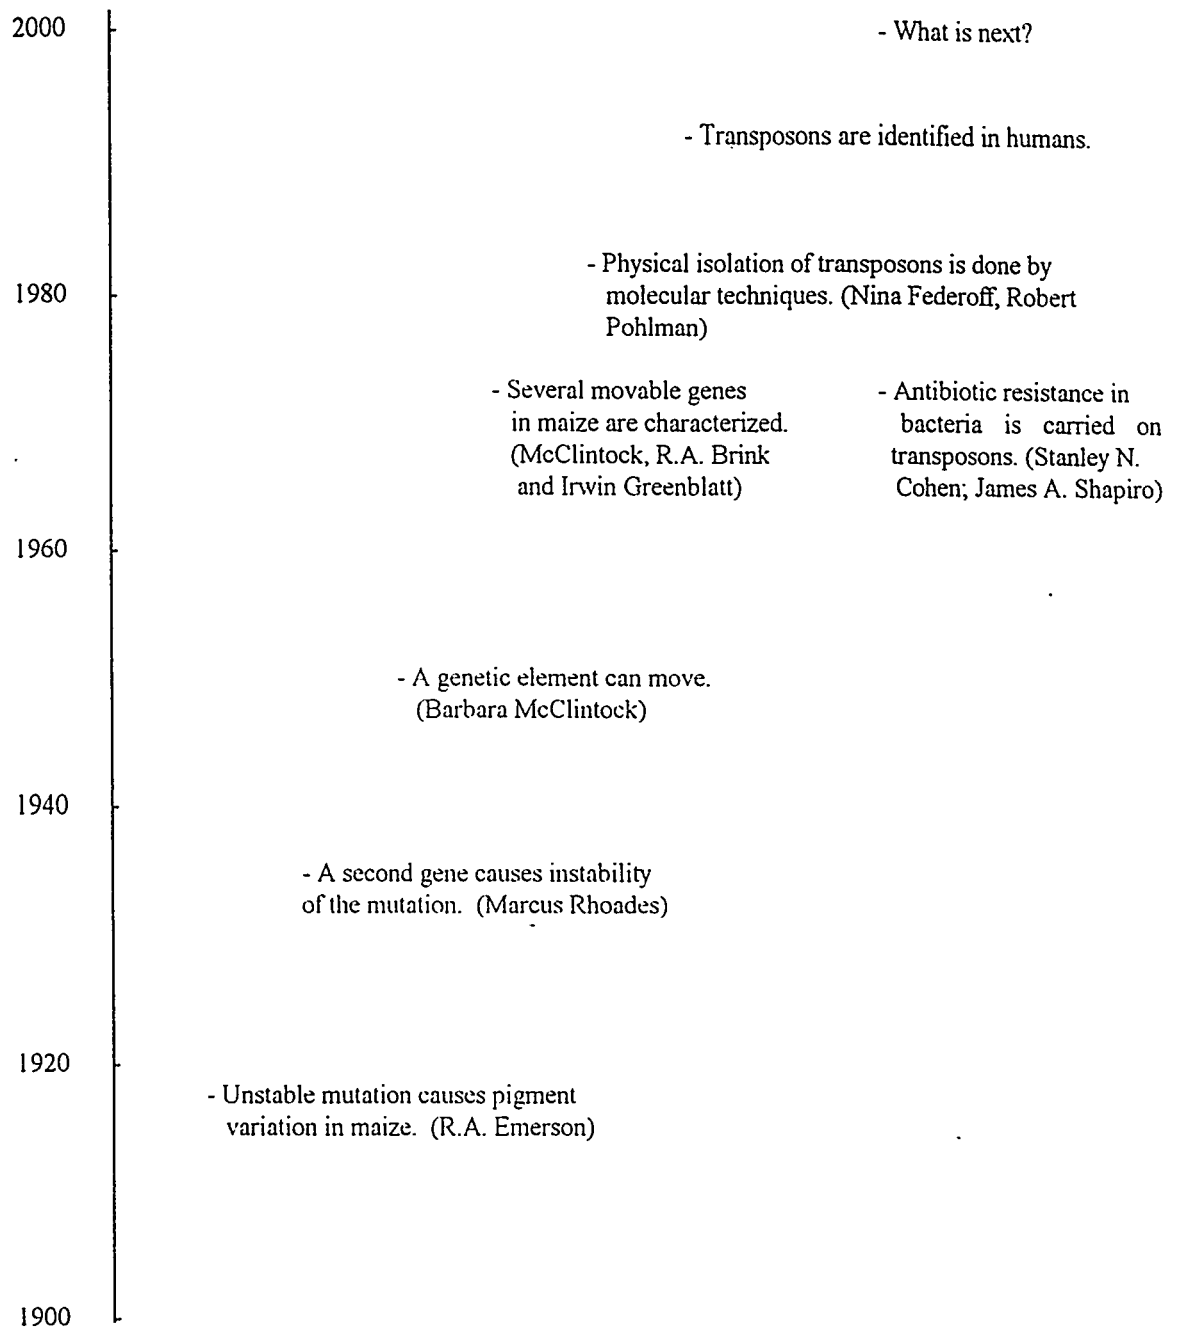 2000
- What is next?
- Transposons are identified in humans.
- Physical isolation of transposons is done by
1980
molecular techniques. (Nina Federoff, Robert
Pohlman)
- Several movable genes
in maize are characterized.
(McClintock, R.A. Brink
and Irwin Greenblatt)
- Antibiotic resistance in
bacteria is carried on
transposons. (Stanley N.
Cohen; James A. Shapiro)
1960
- A genetic element can move.
(Barbara McClintock)
1940
- A second gene causes instability
of the mutation. (Marcus Rhoades)
1920
- Unstable mutation causes pigment
variation in maize. (R.A. Emerson)
1900